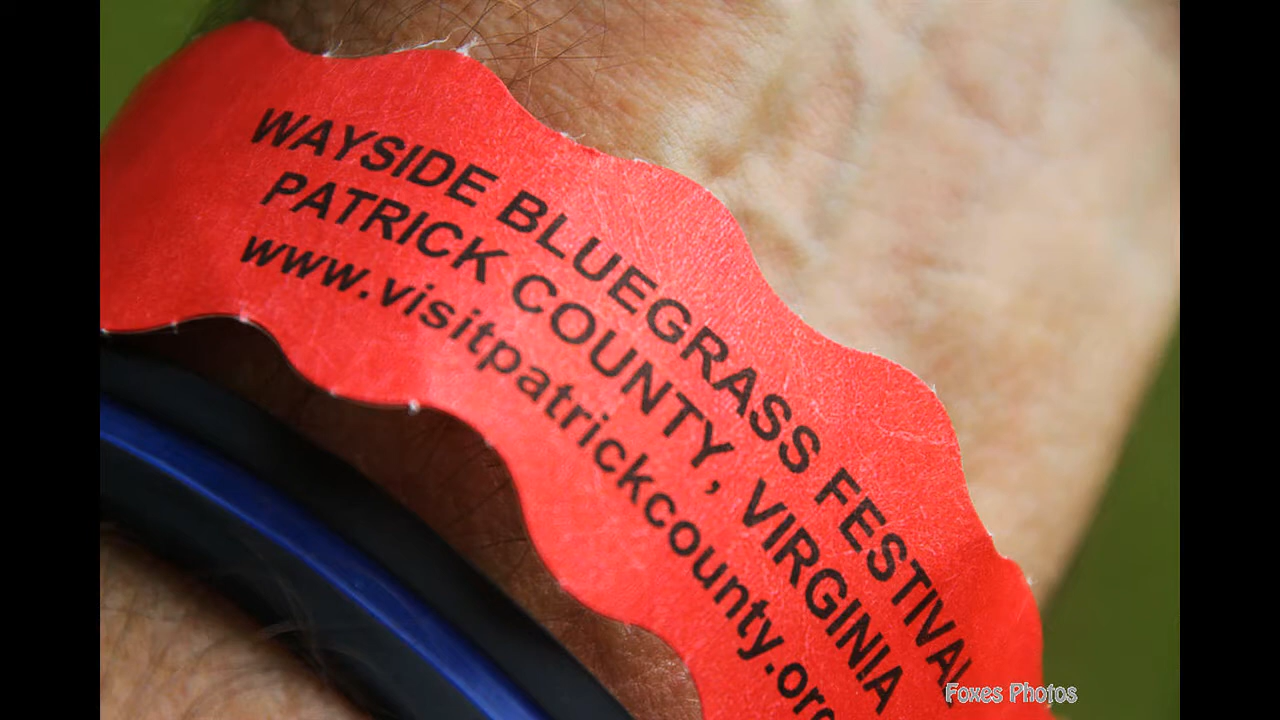 WAYSIDE BLUEGRASS FESTIVAL
PATRICK COUNTY, VIRGINIA
www.visitpatrickcounty.org
Foxes Photos